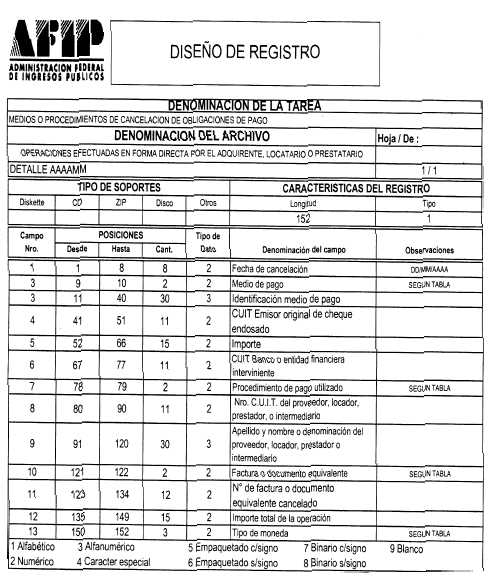 AFIP
ADMINISTRACION FEDERAL
DE INGRESOS PUBLICOS
DISEÑO DE REGISTRO
DENOMINACION DE LA TAREA
MEDIOS O PROCEDIMIENTOS DE CANCELACION DE OBLIGACIONES DE PAGO
DENOMINACION DEL ARCHIVO Hoja / De :
OPERACIONES EFECTUADAS EN FORMA DIRECTA POR EL ADQUIRENTE, LOCATARIO O PRESTATARIO
DETALLE AAAAMM 1 / 1
TIPO DE SOPORTES CARACTERISTICAS DEL REGISTRO
Diskette CD ZIP Disco Otros Longitud Tipo
152 1
Campo POSICIONES Tipo de
Nro. Desde Hasta Cant. Dato Denominación del campo Observaciones
1 1 8 8 2 Fecha de cancelación DD/MM/AAAA
3 9 10 2 2 Medio de pago SEGUN TABLA
3 11 40 30 3 Identificación medio de pago
4 41 51 11 2 CUIT Emisor original de cheque
endosado
5 52 66 15 2 Importe
6 67 77 11 2 CUIT Banco o entidad financiera
interviniente
7 78 79 2 2 Procedimiento de pago utilizado SEGUN TABLA
8 80 90 11 2 Nro. C.U.I.T. del proveedor, locador,
prestador, o intermediario
9 91 120 30 3 Apellido y nombre o denominación del
proveedor, locador, prestador o
intermediario
10 121 122 2 2 Factura o documento equivalente SEGUN TABLA
11 123 134 12 2 N° de factura o documento
equivalente cancelado
12 135 149 15 2 Importe total de la operación
13 150 152 3 2 Tipo de moneda SEGUN TABLA
1 Alfabético 3 Alfanumérico 5 Empaquetado c/signo 7 Binario c/signo 9 Blanco
2 Numérico 4 Caracter especial 6 Empaquetado s/signo 8 Binario s/signo